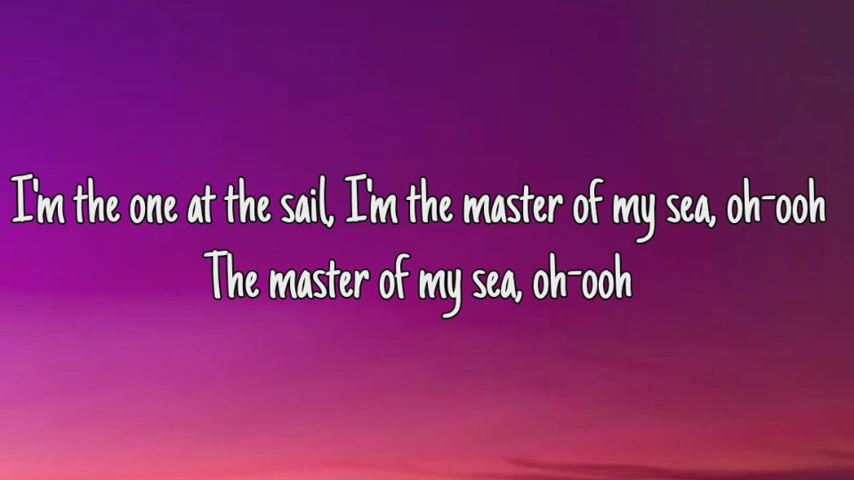 I'm the one at the sail, I'm the master of my sea, oh-ooh
The master of my sea, oh-ooh